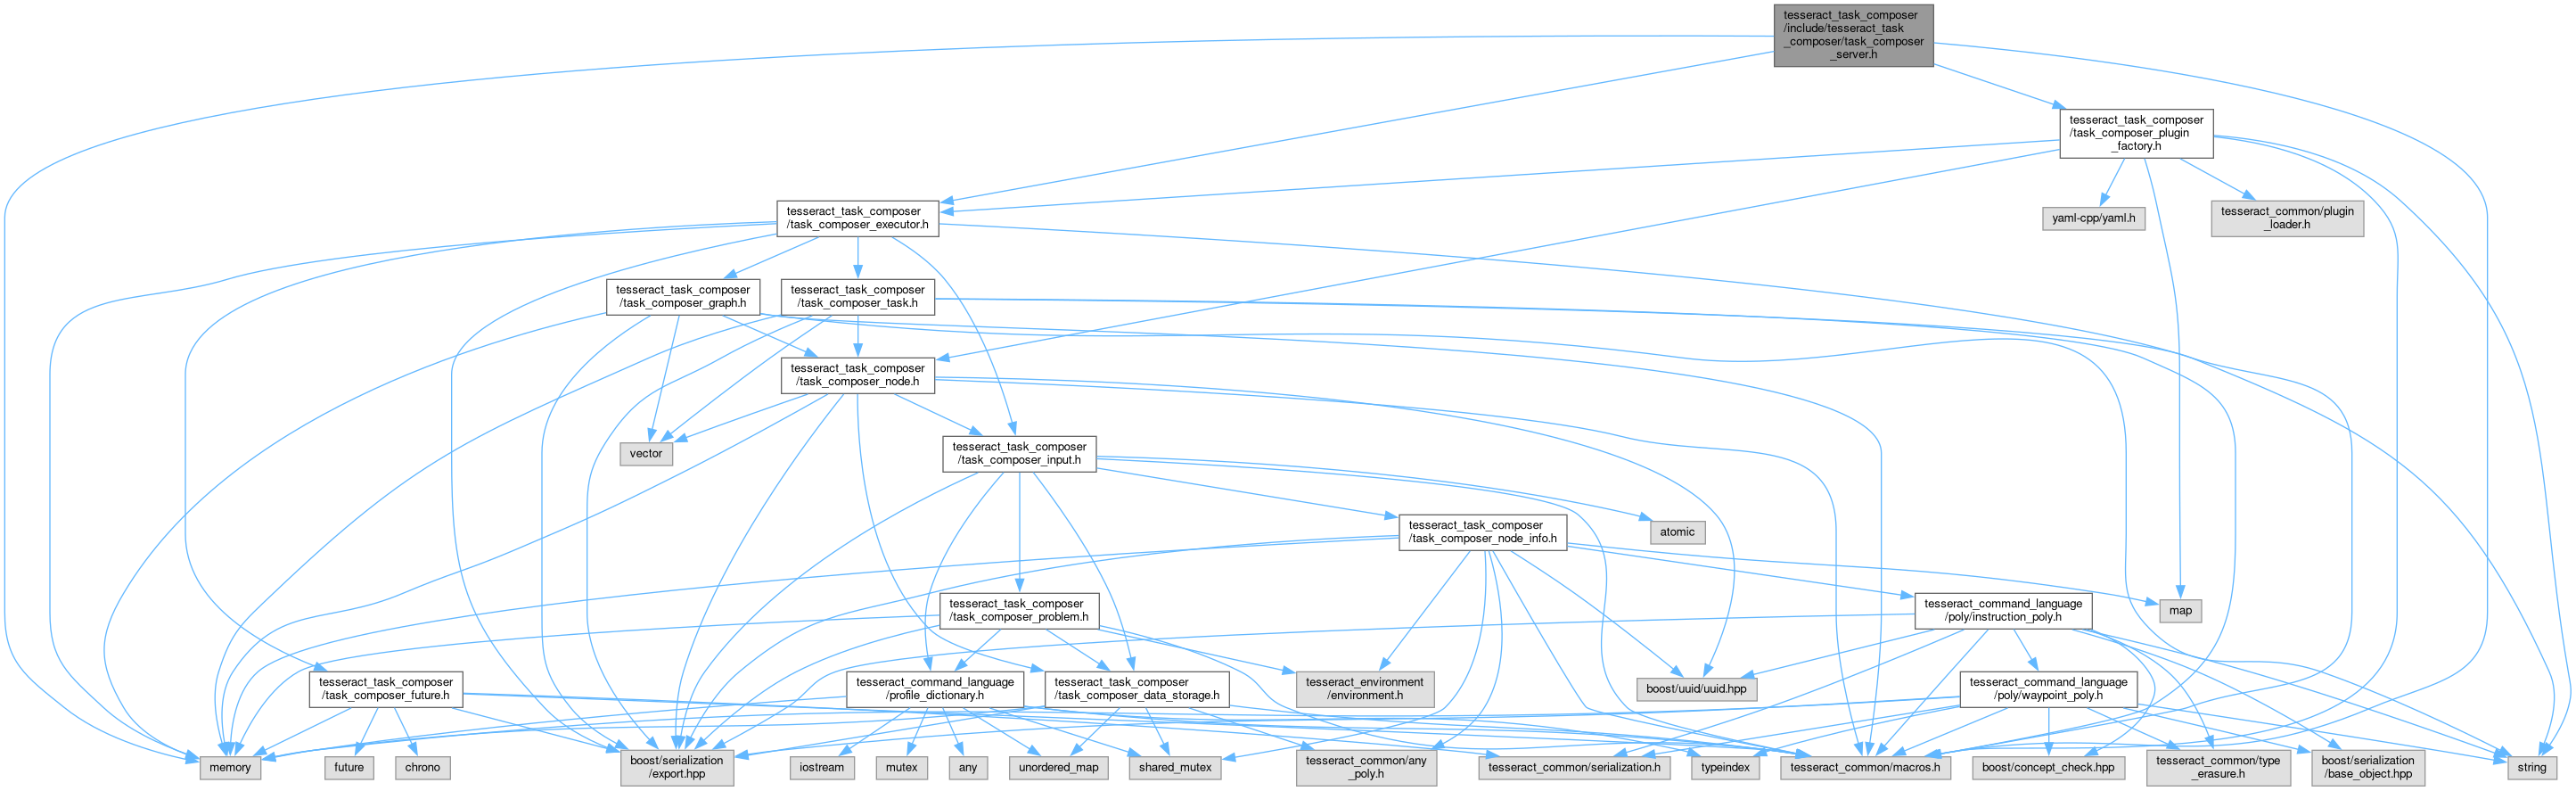 tesseract_task_composer
/include/tesseract_task
_composer/task_composer
_server.h
tesseract_task_composer
/task_composer_plugin
_factory.h
tesseract_task_composer
/task_composer_executor.h
yaml-cpp/yaml.h
tesseract_common/plugin
_loader.h
tesseract_task_composer
/task_composer_graph.h
tesseract_task_composer
/task_composer_task.h
tesseract_task_composer
/task_composer_node.h
vector
tesseract_task_composer
/task_composer_input.h
tesseract_task_composer
/task_composer_node_info.h
atomic
tesseract_task_composer
/task_composer_problem.h
tesseract_command_language
/poly/instruction_poly.h
map
tesseract_task_composer
/task_composer_future.h
tesseract_command_language
/profile_dictionary.h
tesseract_task_composer
/task_composer_data_storage.h
tesseract_environment
/environment.h
boost/uuid/uuid.hpp
tesseract_command_language
/poly/waypoint_poly.h
memory
future
chrono
boost/serialization
/export.hpp
iostream
mutex
any
unordered_map
shared_mutex
tesseract_common/any
_poly.h
tesseract_common/serialization.h
typeindex
tesseract_common/macros.h
boost/concept_check.hpp
tesseract_common/type
_erasure.h
boost/serialization
/base_object.hpp
string